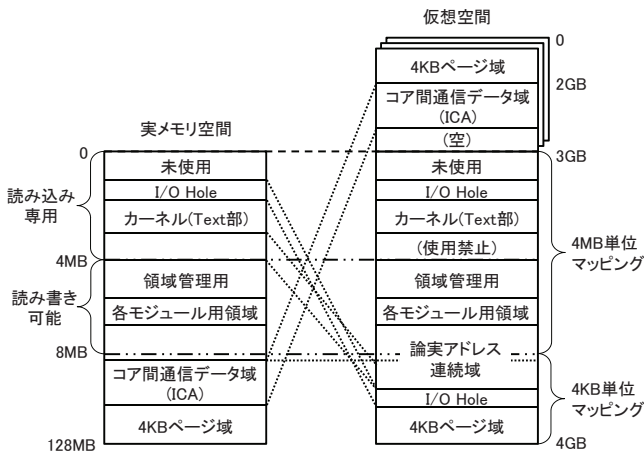 仮想空間
0
4KBページ域
2GB
コア間通信データ域
(ICA)
(空)
3GB
実メモリ空間
0
未使用
I/O Hole
カーネル(Text部)
読み込み
専用
4MB
領域管理用
各モジュール用領域
読み書き
可能
8MB
コア間通信データ域
(ICA)
4KBページ域
128MB
未使用
I/O Hole
カーネル(Text部)
(使用禁止)
領域管理用
各モジュール用領域
論実アドレス
連続域
I/O Hole
4KBページ域
4GB
4MB単位
マッピング
4KB単位
マッピング